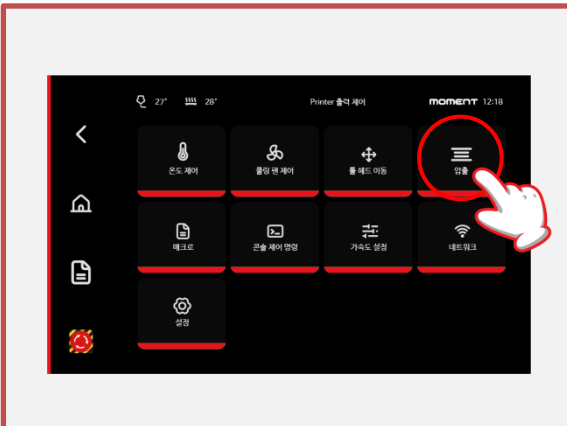 27° 28° Printer 출력 제어 moment 12:18
온도 제어 쿨링 팬 제어 툴 헤드 이동 압출
매크로 콘솔 제어 명령 가속도 설정 네트워크
설정